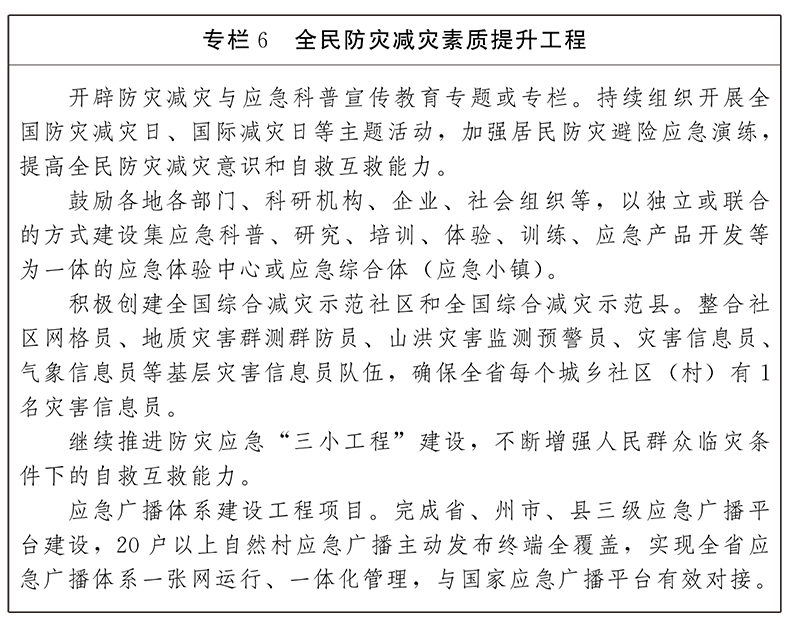 专栏 6 全民防灾减灾素质提升工程
开辟防灾减灾与应急科普宣传教育专题或专栏。持续组织开展全
国防灾减灾日、国际减灾日等主题活动，加强居民防灾避险应急演练，
提高全民防灾减灾意识和自救互救能力。
鼓励各地各部门、科研机构、企业、社会组织等，以独立或联合
的方式建设集应急科普、研究、培训、体验、训练、应急产品开发等
为一体的应急体验中心或应急综合体（应急小镇）。
积极创建全国综合减灾示范社区和全国综合减灾示范县。整合社
区网格员、地质灾害群测群防员、山洪灾害监测预警员、灾害信息员、
气象信息员等基层灾害信息员队伍，确保全省每个城乡社区（村）有 1
名灾害信息员。
继续推进防灾应急“三小工程”建设，不断增强人民群众临灾条
件下的自救互救能力。
应急广播体系建设工程项目。完成省、州市、县三级应急广播平
台建设，20 户以上自然村应急广播主动发布终端全覆盖，实现全省应
急广播体系一张网运行、一体化管理，与国家应急广播平台有效对接。